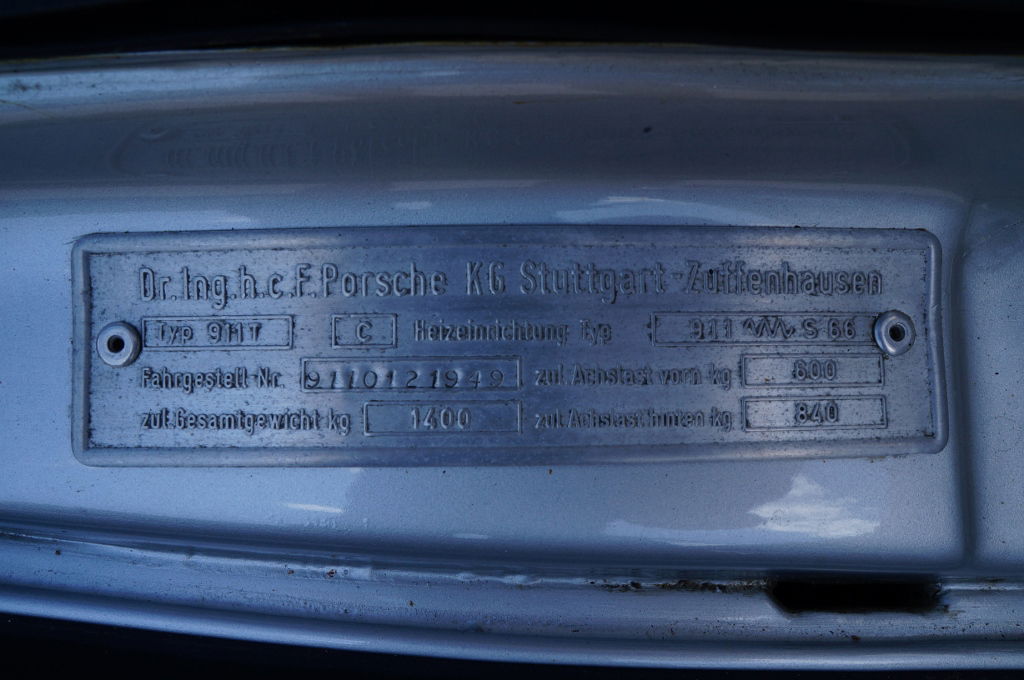 Dr. Ing. h.c. F. Porsche KG Stuttgart-Zuffenhausen
Typ 911T C Heizeinrichtung Typ 911 S 66
Fahrgestell-Nr. 9110121949 zul. Achslast vorn kg 600
zul. Gesamtgewicht kg 1400 zul. Achslast hinten kg 840